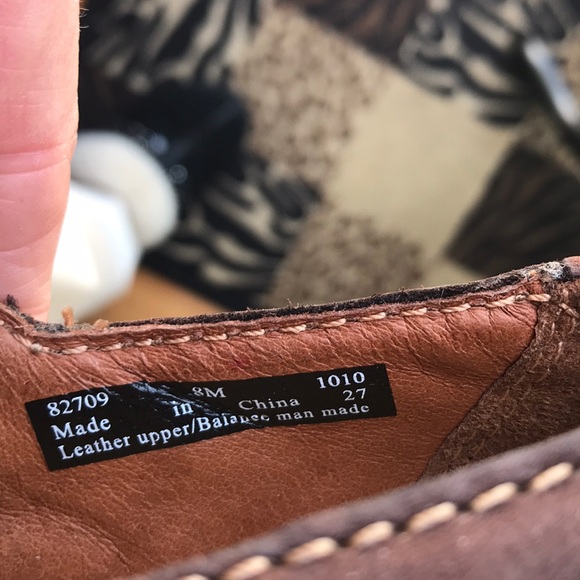 82709 8M 1010
Made in China 27
Leather upper/Balance man made